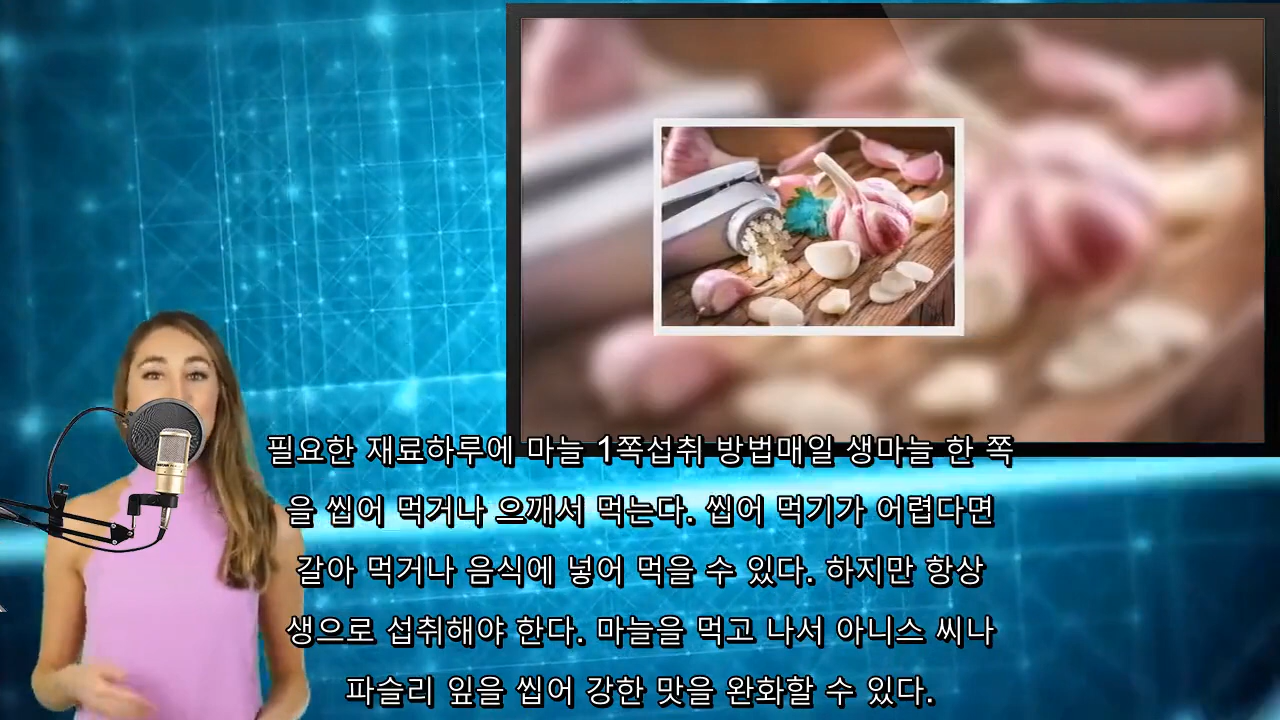 필요한 재료하루에 마늘 1쪽섭취 방법매일 생마늘 한 쪽
을 씹어 먹거나 으깨서 먹는다. 씹어 먹기가 어렵다면
갈아 먹거나 음식에 넣어 먹을 수 있다. 하지만 항상
생으로 섭취해야 한다. 마늘을 먹고 나서 아니스 씨나
파슬리 잎을 씹어 강한 맛을 완화할 수 있다.